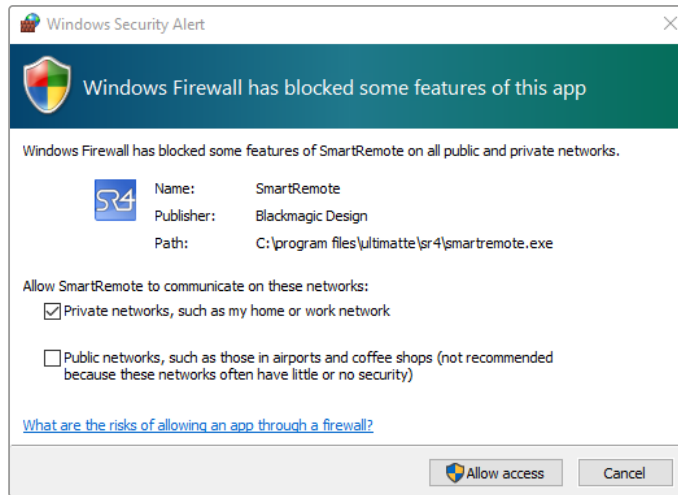 Windows Security Alert
Windows Firewall has blocked some features of this app
Windows Firewall has blocked some features of SmartRemote on all public and private networks.
SR4
Name: SmartRemote
Publisher: Blackmagic Design
Path: C:\program files\ultimatte\sr4\smartremote.exe
Allow SmartRemote to communicate on these networks:
Private networks, such as my home or work network
Public networks, such as those in airports and coffee shops (not recommended
because these networks often have little or no security)
What are the risks of allowing an app through a firewall?
Allow access Cancel